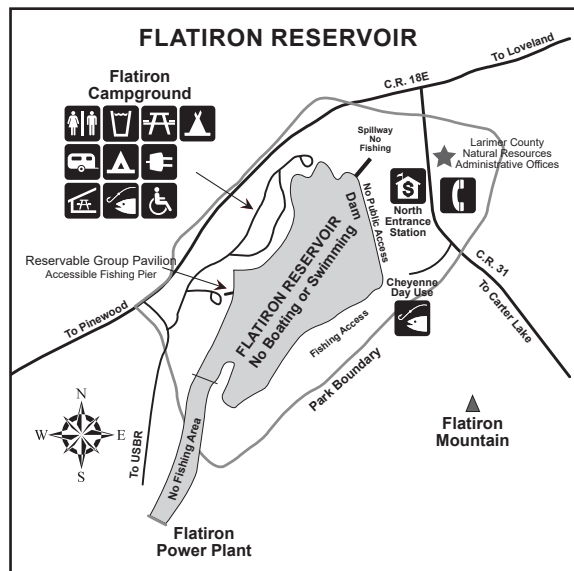 FLATIRON RESERVOIR
To Loveland
C.R. 18E
Flatiron
Campground
Spillway
No
Fishing
Larimer County
Natural Resources
Administrative Offices
$
North
Entrance
Station
Dam
No Public Access
FLATIRON RESERVOIR
No Boating or Swimming
Reservable Group Pavilion
Accessible Fishing Pier
C.R. 31
To Carter Lake
Cheyenne
Day Use
To Pinewood
Fishing Access
Park Boundary
N
W
E
S
To USBR
No Fishing Area
Flatiron
Mountain
Flatiron
Power Plant